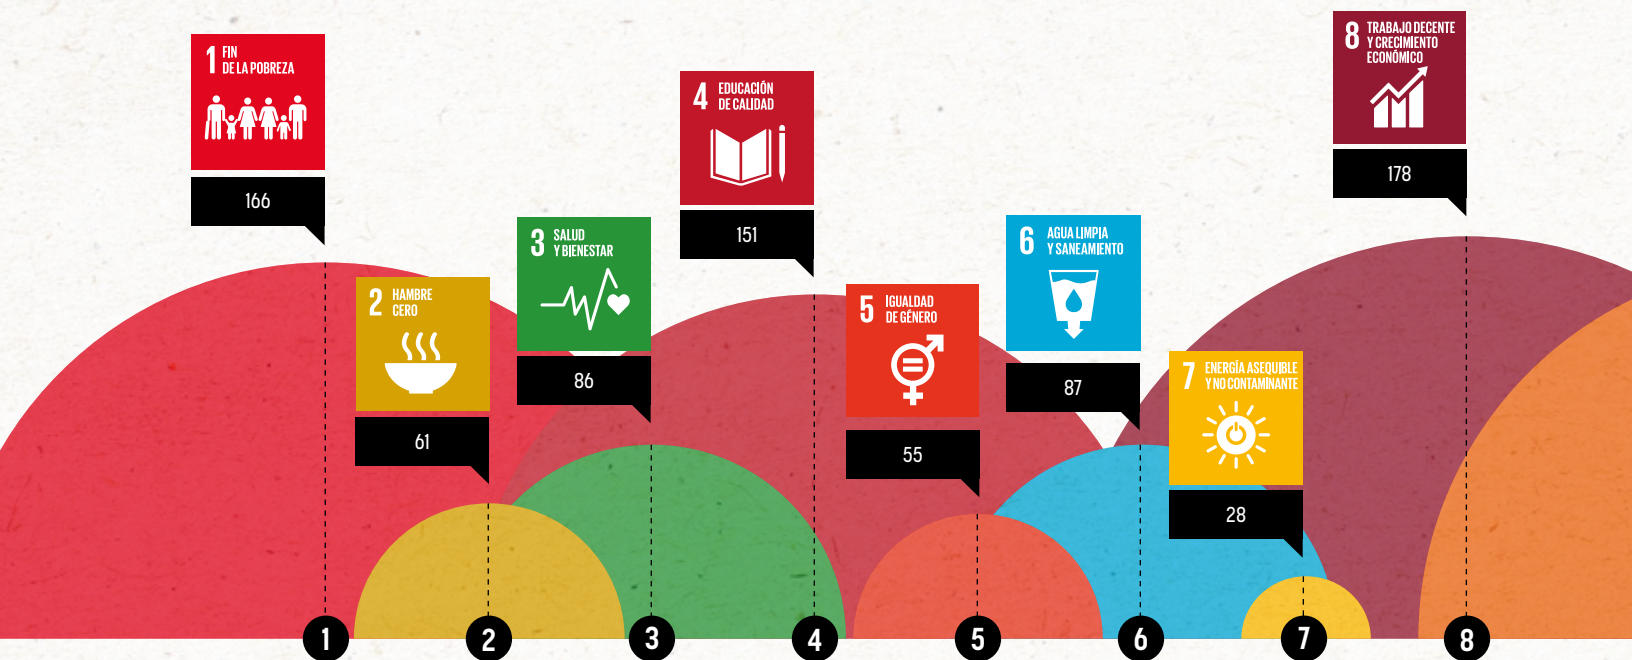 1 FIN
DE LA POBREZA
166
2 HAMBRE
CERO
61
3 SALUD
Y BIENESTAR
86
4 EDUCACIÓN
DE CALIDAD
151
5 IGUALDAD
DE GÉNERO
55
6 AGUA LIMPIA
Y SANEAMIENTO
87
7 ENERGÍA ASEQUIBLE
Y NO CONTAMINANTE
28
8 TRABAJO DECENTE
Y CRECIMIENTO
ECONÓMICO
178
1 2 3 4 5 6 7 8